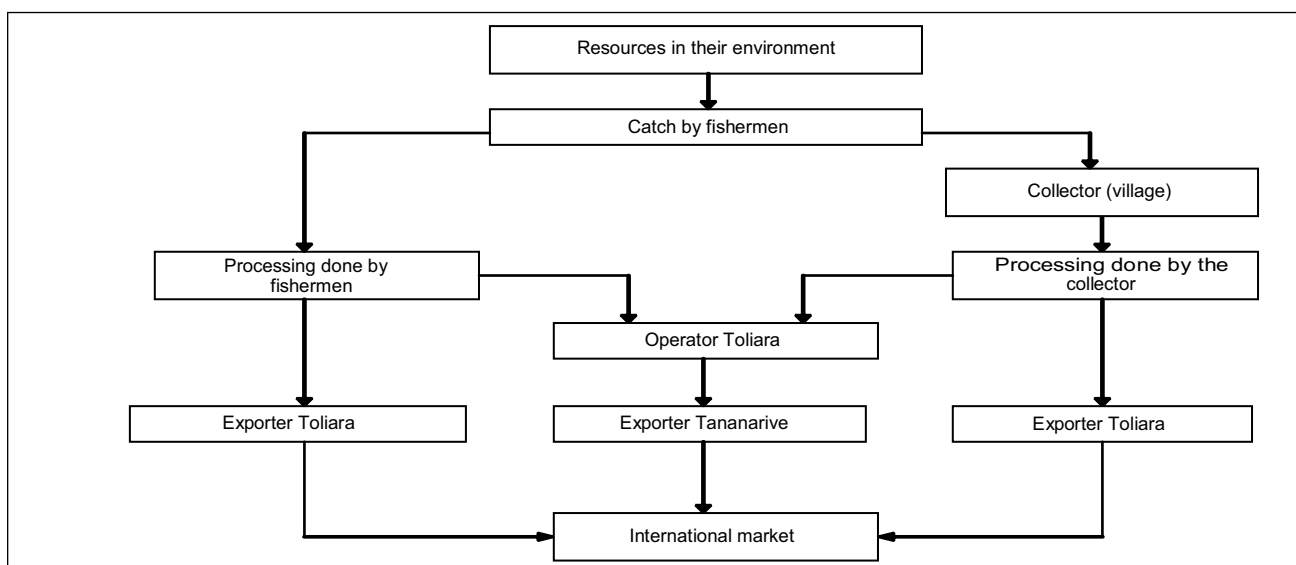 Resources in their environment
Catch by fishermen
Collector (village)
Processing done by
fishermen
Processing done by the
collector
Operator Toliara
Exporter Toliara
Exporter Tananarive
Exporter Toliara
International market